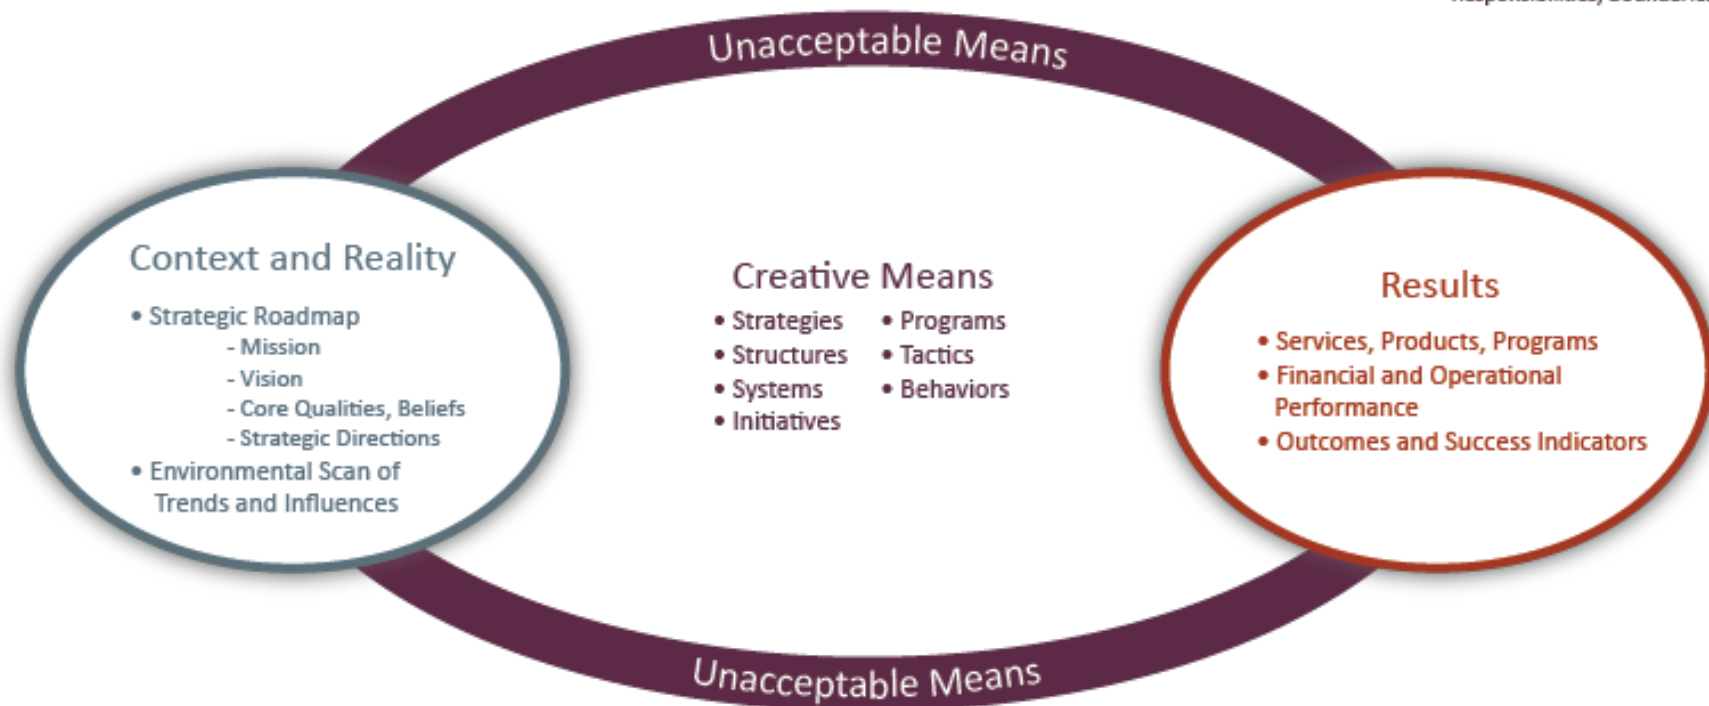 Unacceptable Means
Context and Reality
• Strategic Roadmap
- Mission
- Vision
- Core Qualities, Beliefs
- Strategic Directions
• Environmental Scan of
Trends and Influences
Creative Means
• Strategies
• Structures
• Systems
• Initiatives
• Programs
• Tactics
• Behaviors
Results
• Services, Products, Programs
• Financial and Operational
Performance
• Outcomes and Success Indicators
Unacceptable Means